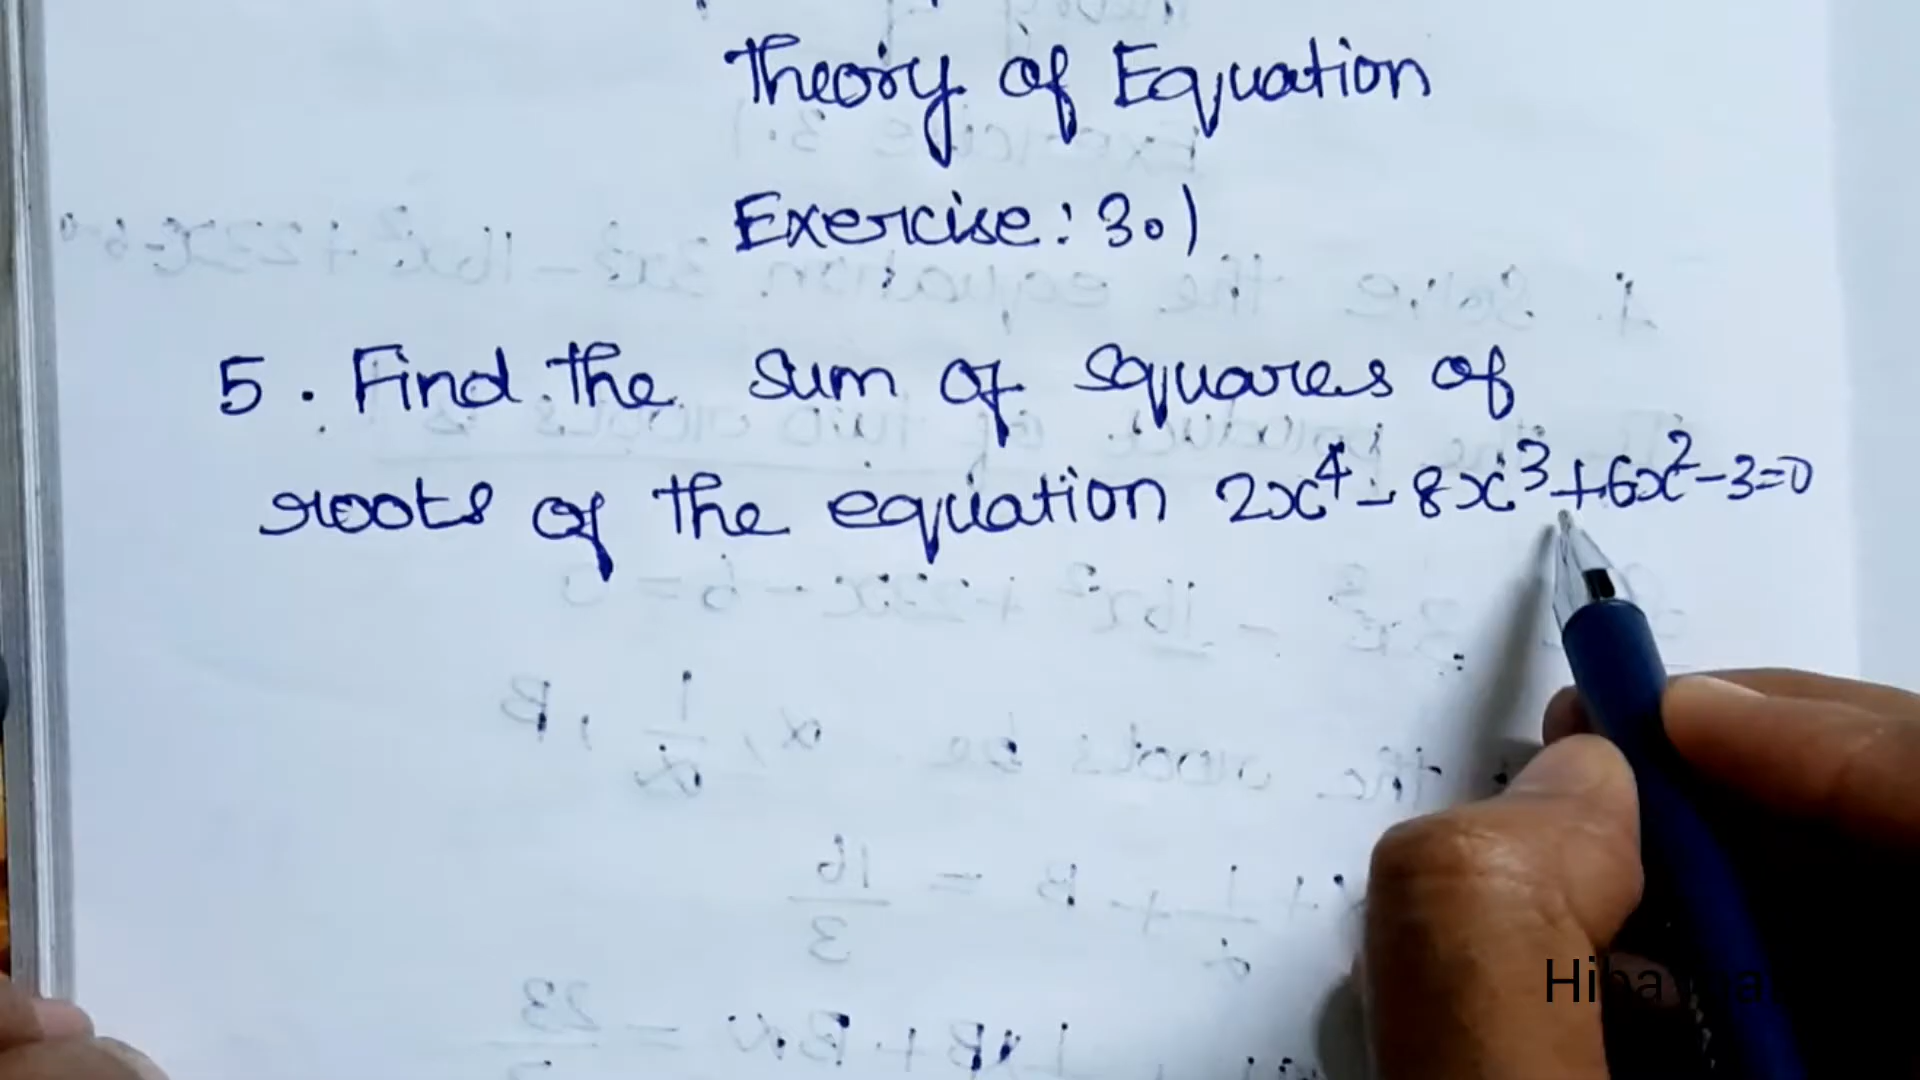 Theory of Equation
Exercise: 3.1
5. Find the sum of squares of
roots of the equation 2x⁴ - 8x³ + 6x² - 3 = 0